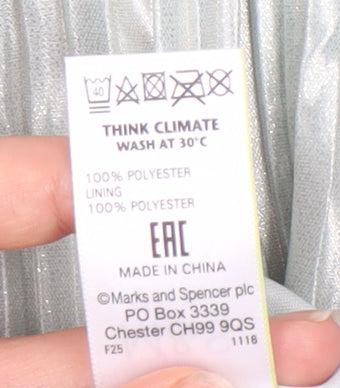 40
THINK CLIMATE
WASH AT 30°C
100% POLYESTER
LINING
100% POLYESTER
EAC
MADE IN CHINA
©Marks and Spencer plc
PO Box 3339
Chester CH99 9QS
F25 1118